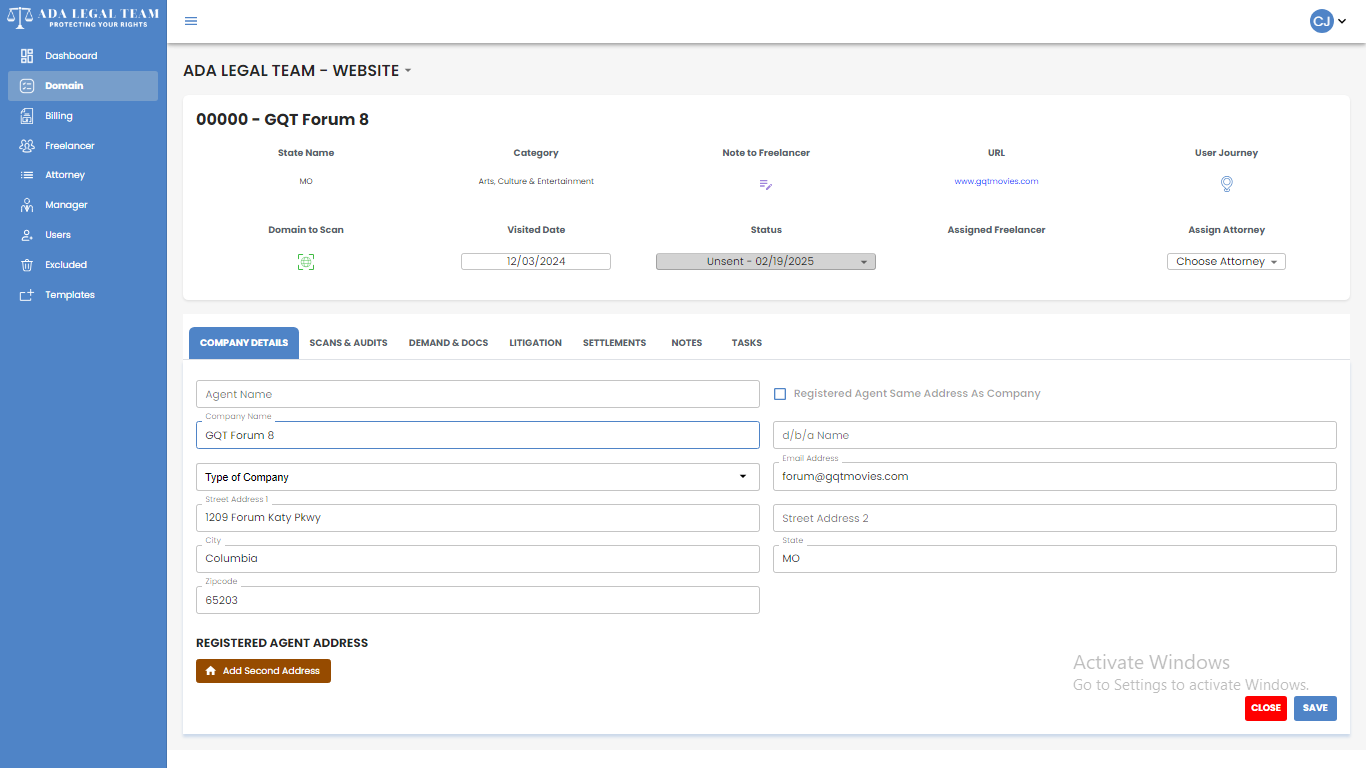 ADA LEGAL TEAM
PROTECTING YOUR RIGHTS
CJ
Dashboard
Domain
Billing
Freelancer
Attorney
Manager
Users
Excluded
Templates
ADA LEGAL TEAM - WEBSITE
00000 - GQT Forum 8
State Name Category Note to Freelancer URL User Journey
MO Arts, Culture & Entertainment www.gqtmovies.com
Domain to Scan Visited Date Status Assigned Freelancer Assign Attorney
12/03/2024 Unsent - 02/19/2025 Choose Attorney
COMPANY DETAILS SCANS & AUDITS DEMAND & DOCS LITIGATION SETTLEMENTS NOTES TASKS
Agent Name Registered Agent Same Address As Company
Company Name
GQT Forum 8 d/b/a Name
Email Address
Type of Company forum@gqtmovies.com
Street Address 1
1209 Forum Katy Pkwy Street Address 2
City State
Columbia MO
Zipcode
65203
REGISTERED AGENT ADDRESS
Add Second Address
Activate Windows
Go to Settings to activate Windows.
CLOSE SAVE